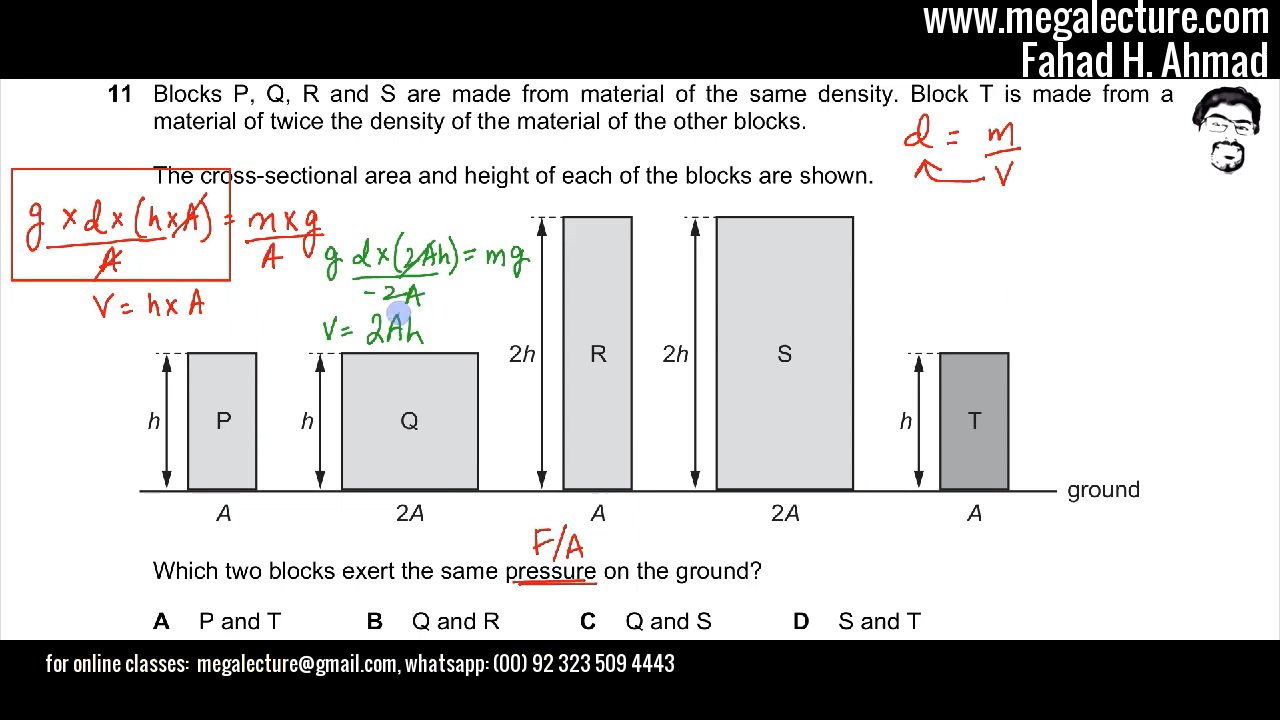 www.megalecture.com
Fahad H. Ahmad
11 Blocks P, Q, R and S are made from material of the same density. Block T is made from a
material of twice the density of the material of the other blocks.
d = m/V
The cross-sectional area and height of each of the blocks are shown.
g × d × (h × A) / A = m × g / A
V = h × A
g d × (2Ah) = mg
- 2A
V = 2Ah
2h R 2h S
h P h Q h T
ground
A 2A A 2A A
F/A
Which two blocks exert the same pressure on the ground?
A P and T B Q and R C Q and S D S and T
for online classes: megalecture@gmail.com, whatsapp: (00) 92 323 509 4443